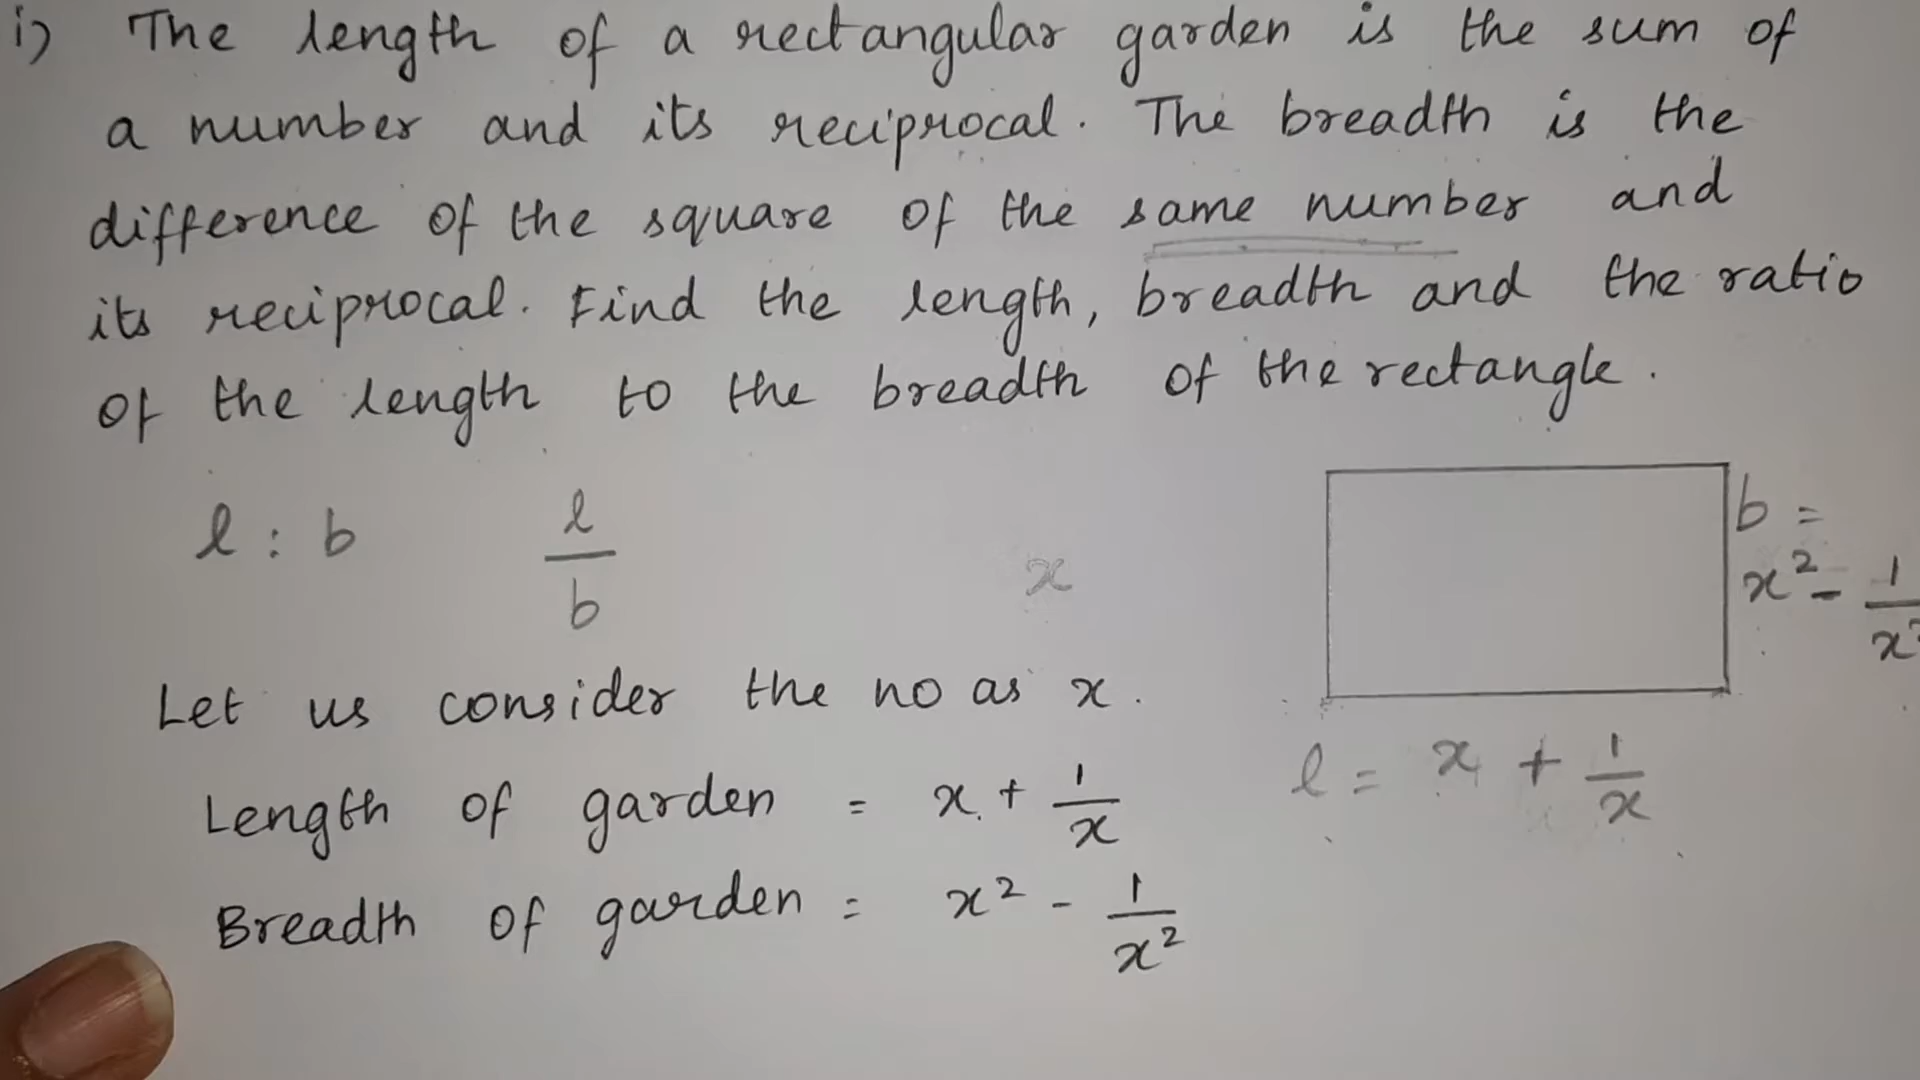 i) The length of a rectangular garden is the sum of
a number and its reciprocal. The breadth is the
difference of the square of the same number and
its reciprocal. Find the length, breadth and the ratio
of the length to the breadth of the rectangle.
l : b
l/b
x
b =
x² - 1/x²
Let us consider the no as x.
l = x + 1/x
Length of garden = x + 1/x
Breadth of garden = x² - 1/x²